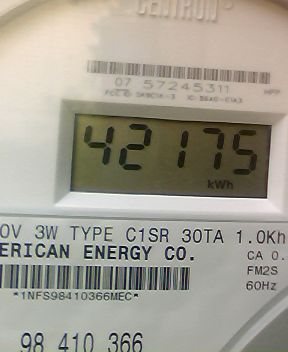 CENTRON®
07 57245311
42175
kWh
0V 3W TYPE C1SR 30TA 1.0Kh
ERICAN ENERGY CO.
CA 0.
FM2S
60Hz
*1NFS98410366MEC*
98 410 366